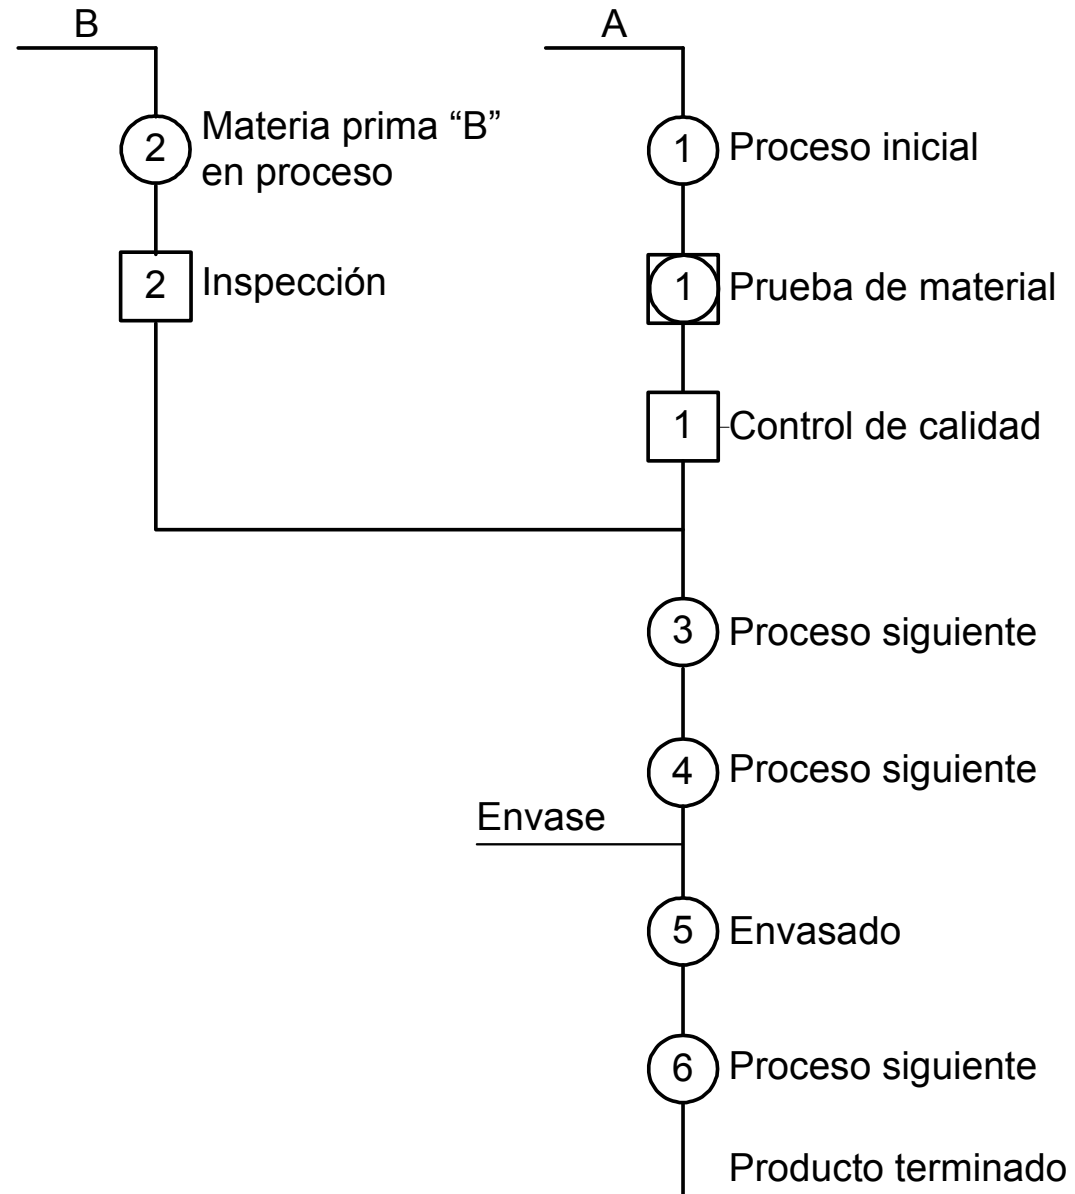 B
A
2
Materia prima “B”
en proceso
1
Proceso inicial
2
Inspección
1
Prueba de material
1
Control de calidad
3
Proceso siguiente
4
Proceso siguiente
Envase
5
Envasado
6
Proceso siguiente
Producto terminado